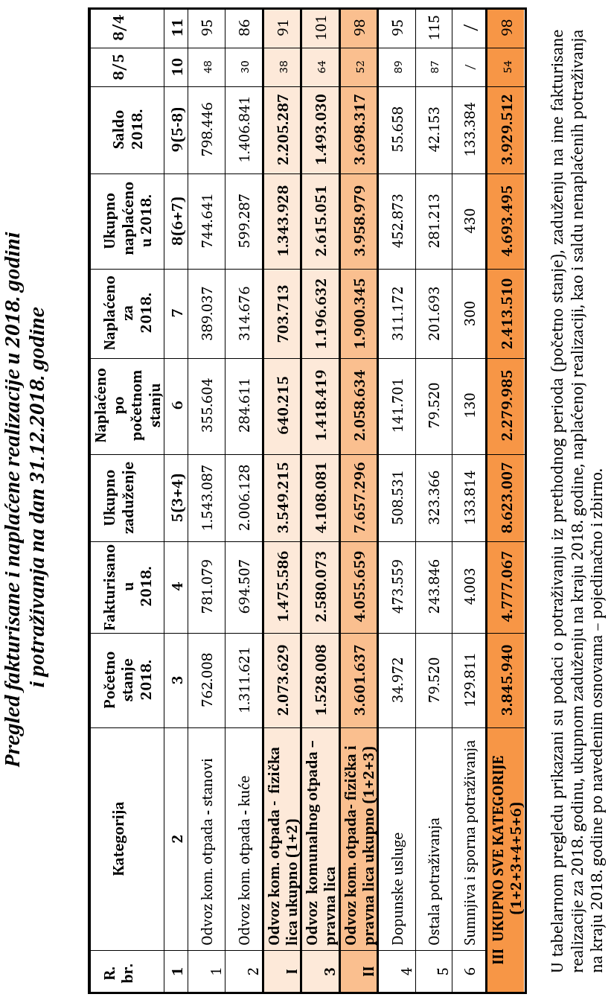 Pregled fakturisane i naplaćene realizacije u 2018. godini
i potraživanja na dan 31.12.2018. godine
R. br. Kategorija Početno stanje 2018. Fakturisano u 2018. Ukupno zaduženje Naplaćeno po početnom stanju Naplaćeno za 2018. Ukupno naplaćeno u 2018. Saldo 2018. 8/5 8/4
1 2 3 4 5(3+4) 6 7 8(6+7) 9(5-8) 10 11
1 Odvoz kom. otpada - stanovi 762.008 781.079 1.543.087 355.604 389.037 744.641 798.446 48 95
2 Odvoz kom. otpada - kuće 1.311.621 694.507 2.006.128 284.611 314.676 599.287 1.406.841 30 86
I Odvoz kom. otpada - fizička lica ukupno (1+2) 2.073.629 1.475.586 3.549.215 640.215 703.713 1.343.928 2.205.287 38 91
3 Odvoz komunalnog otpada – pravna lica 1.528.008 2.580.073 4.108.081 1.418.419 1.196.632 2.615.051 1.493.030 64 101
II Odvoz kom. otpada- fizička i pravna lica ukupno (1+2+3) 3.601.637 4.055.659 7.657.296 2.058.634 1.900.345 3.958.979 3.698.317 52 98
4 Dopunske usluge 34.972 473.559 508.531 141.701 311.172 452.873 55.658 89 95
5 Ostala potraživanja 79.520 243.846 323.366 79.520 201.693 281.213 42.153 87 115
6 Sumnjiva i sporna potraživanja 129.811 4.003 133.814 130 300 430 133.384 / /
III UKUPNO SVE KATEGORIJE (1+2+3+4+5+6) 3.845.940 4.777.067 8.623.007 2.279.985 2.413.510 4.693.495 3.929.512 54 98
U tabelarnom pregledu prikazani su podaci o potraživanju iz prethodnog perioda (početno stanje), zaduženju na ime fakturisane
realizacije za 2018. godinu, ukupnom zaduženju na kraju 2018. godine, naplaćenoj realizaciji, kao i saldu nenaplaćenih potraživanja
na kraju 2018. godine po navedenim osnovama – pojedinačno i zbirno.